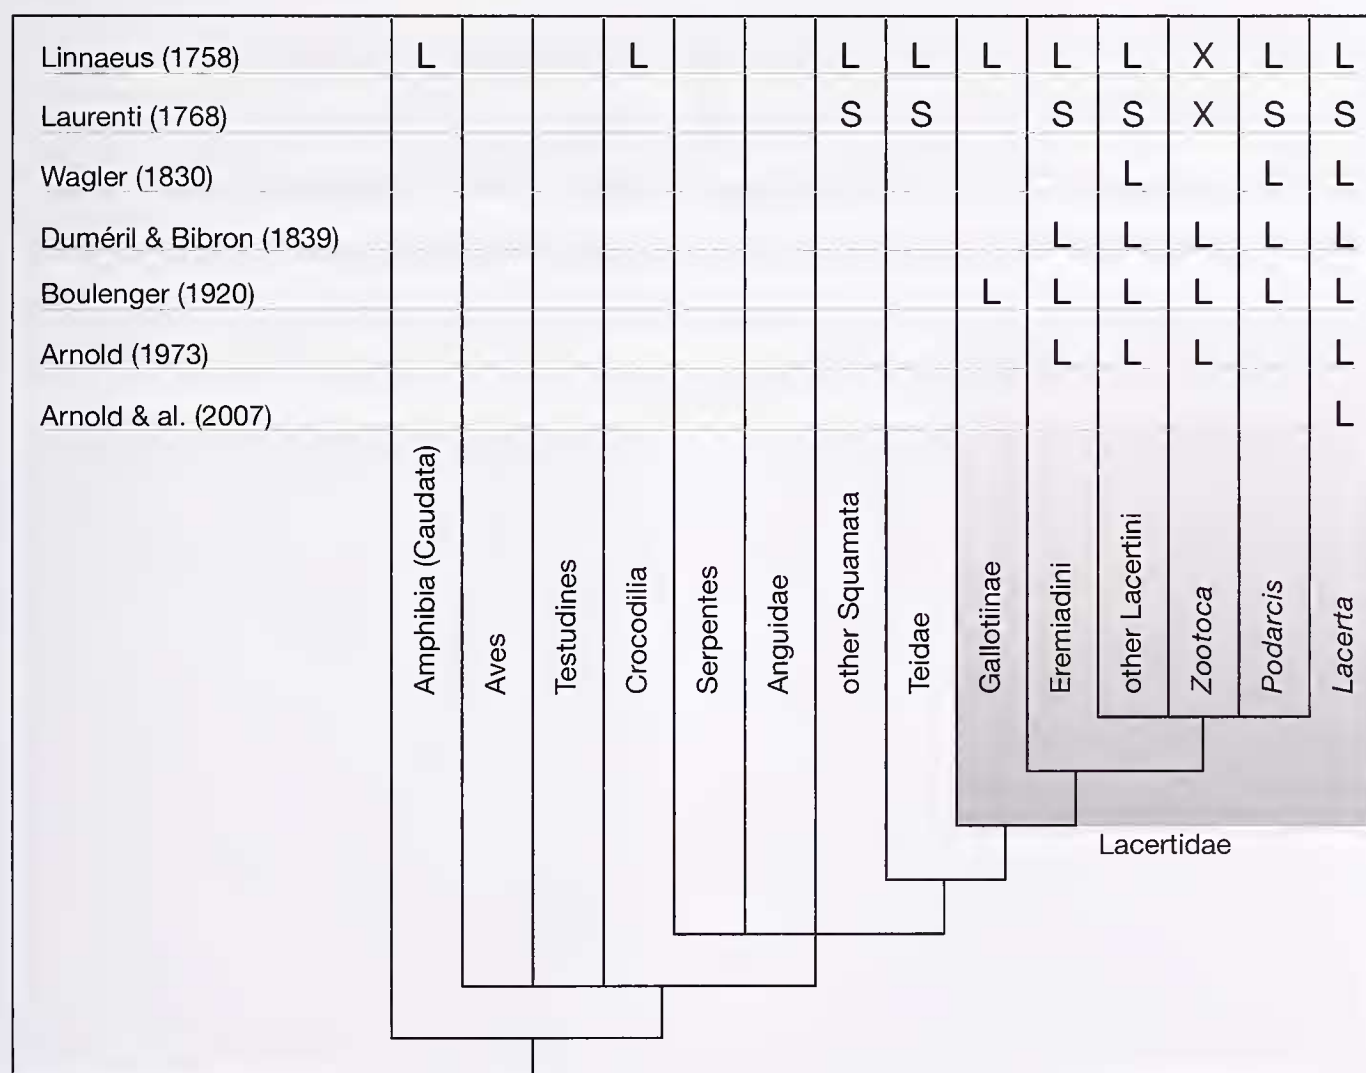 Linnaeus (1758) L L L L L L L X L L
Laurenti (1768) S S S S X S S
Wagler (1830) L L L
Duméril & Bibron (1839) L L L L L
Boulenger (1920) L L L L L L
Arnold (1973) L L L L
Arnold & al. (2007) L
Amphibia (Caudata)
Aves
Testudines
Crocodilia
Serpentes
Anguidae
other Squamata
Teidae
Gallotiinae
Eremiadini
other Lacertini
Zootoca
Podarcis
Lacerta
Lacertidae